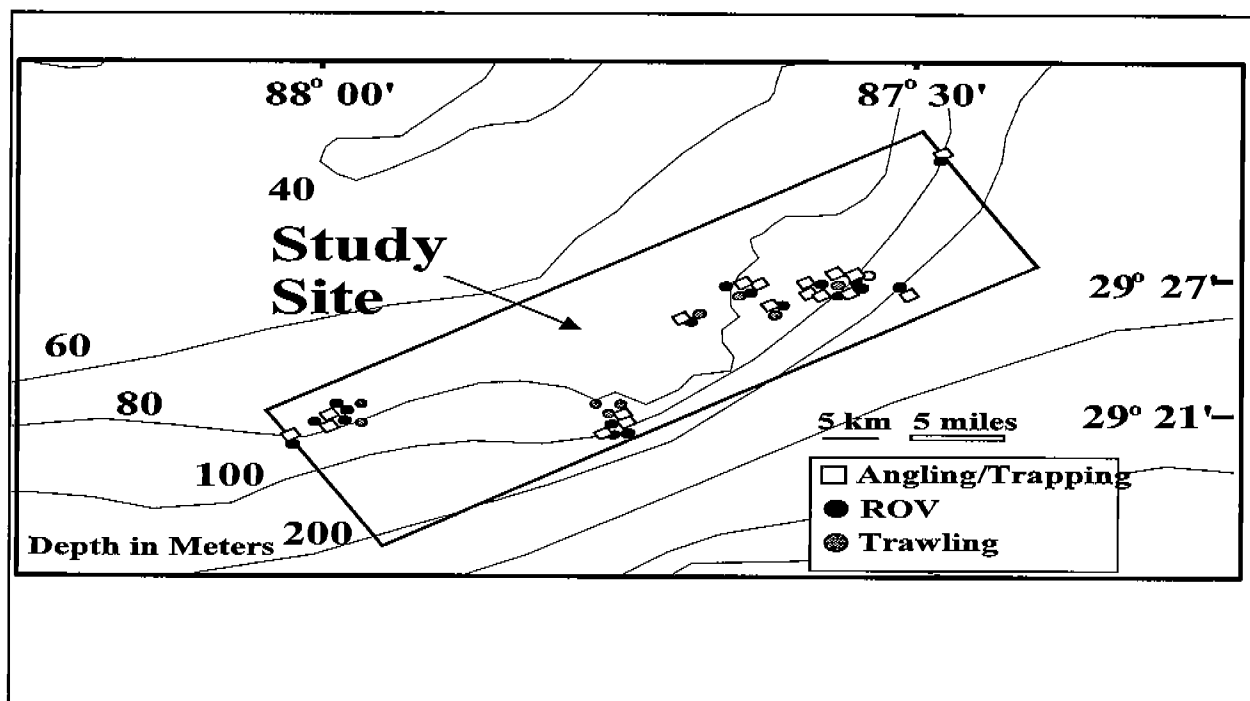 88° 00'
87° 30'
40
Study
Site
29° 27'
60
80
29° 21'
5 km
5 miles
100
Angling/Trapping
ROV
200
Depth in Meters
Trawling